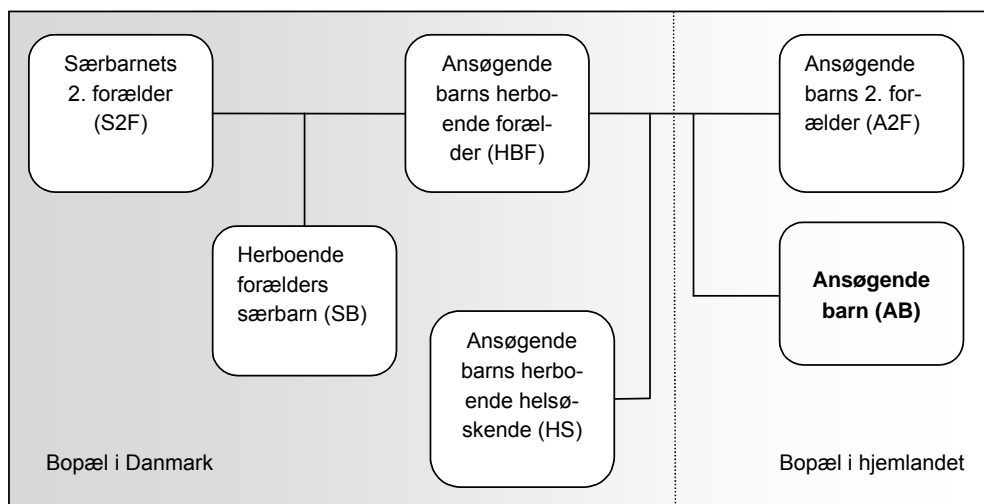 Særbarnets
2. forælder
(S2F)
Ansøgende
barns herbo-
ende foræl-
der (HBF)
Ansøgende
barns 2. for-
ælder (A2F)
Herboende
forælders
særbarn (SB)
Ansøgende
barn (AB)
Ansøgende
barns herbo-
ende helsø-
skende (HS)
Bopæl i Danmark
Bopæl i hjemlandet